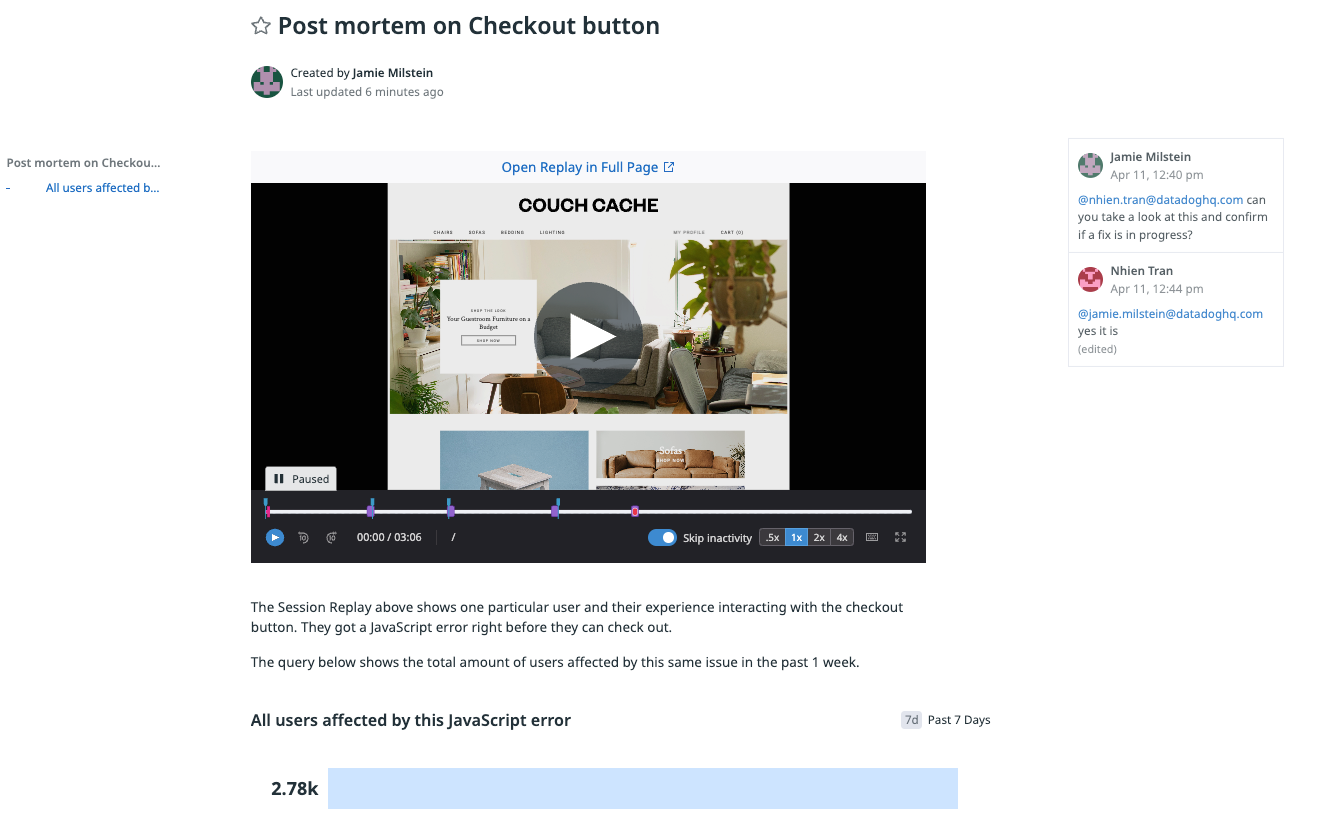 Post mortem on Checkout button
Created by Jamie Milstein
Last updated 6 minutes ago
Post mortem on Checkou...
- All users affected b...
Open Replay in Full Page
COUCH CACHE
CHAIRS SOFAS BEDDING LIGHTING MY PROFILE CART (0)
SHOP THE LOOK
Your Guestroom Furniture on a
Budget
SHOP NOW
Sofas
SHOP NOW
Paused
10 10 00:00 / 03:06 / Skip inactivity .5x 1x 2x 4x
Jamie Milstein
Apr 11, 12:40 pm
@nhien.tran@datadoghq.com can
you take a look at this and confirm
if a fix is in progress?
Nhien Tran
Apr 11, 12:44 pm
@jamie.milstein@datadoghq.com
yes it is
(edited)
The Session Replay above shows one particular user and their experience interacting with the checkout
button. They got a JavaScript error right before they can check out.
The query below shows the total amount of users affected by this same issue in the past 1 week.
All users affected by this JavaScript error 7d Past 7 Days
2.78k